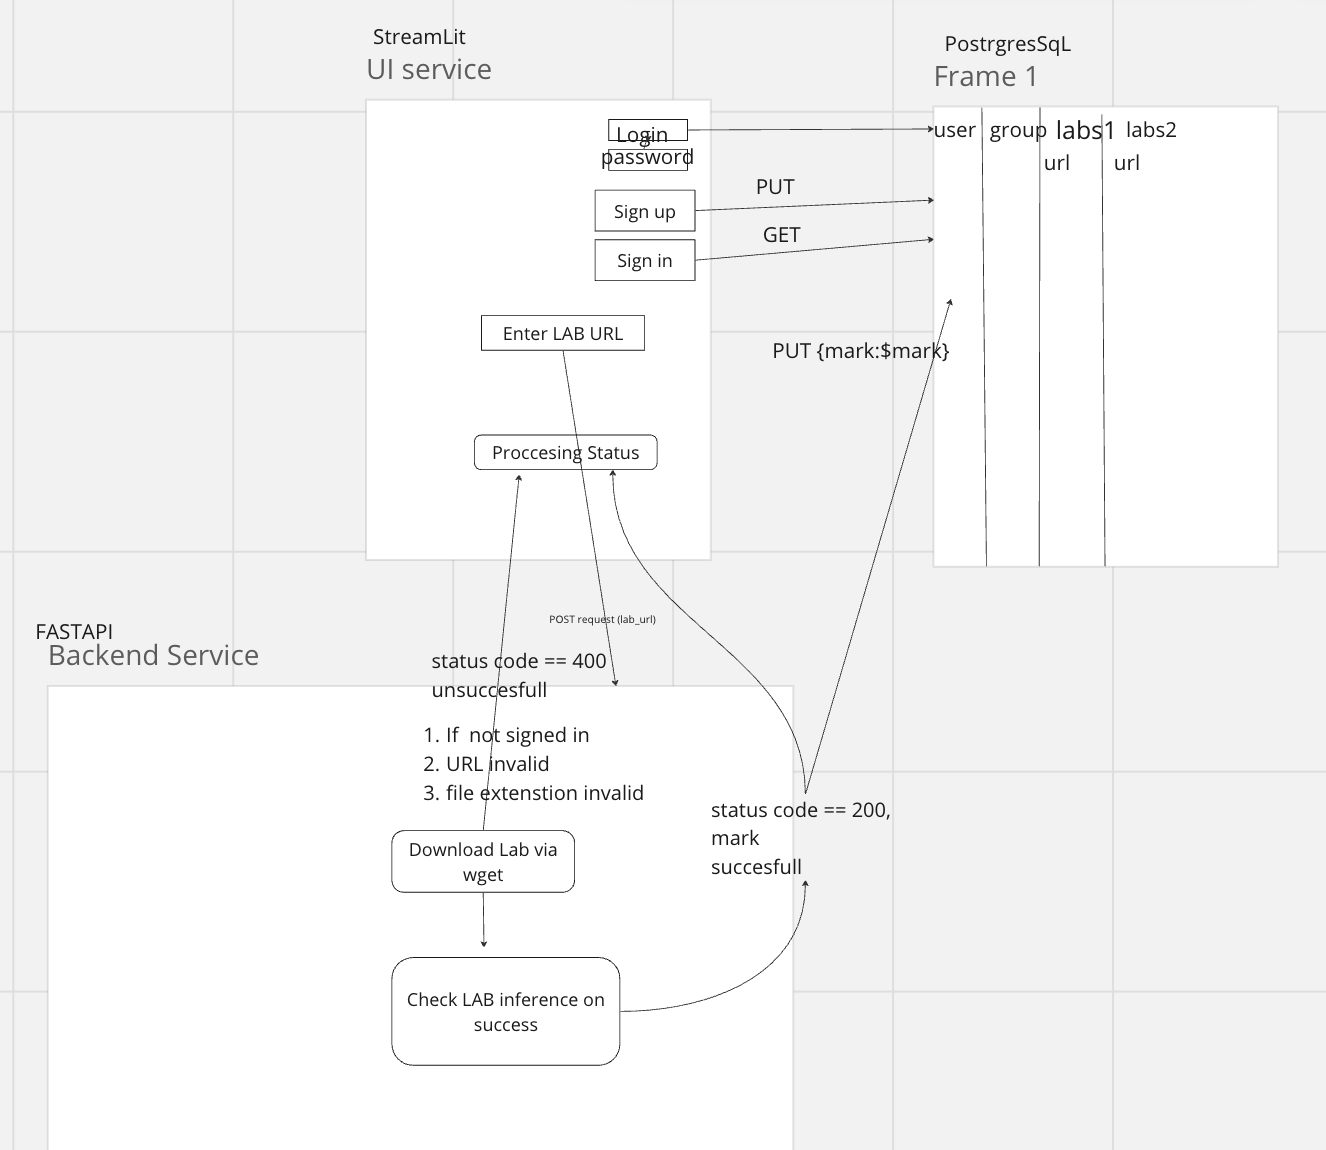 StreamLit
UI service
PostrgresSqL
Frame 1
Login
password
user group labs1 labs2
url url
Sign up
PUT
Sign in
GET
Enter LAB URL
PUT {mark:$mark}
Proccesing Status
FASTAPI
Backend Service
POST request (lab_url)
status code == 400
unsuccesfull
1. If  not signed in
2. URL invalid
3. file extenstion invalid
status code == 200,
mark
succesfull
Download Lab via
wget
Check LAB inference on
success